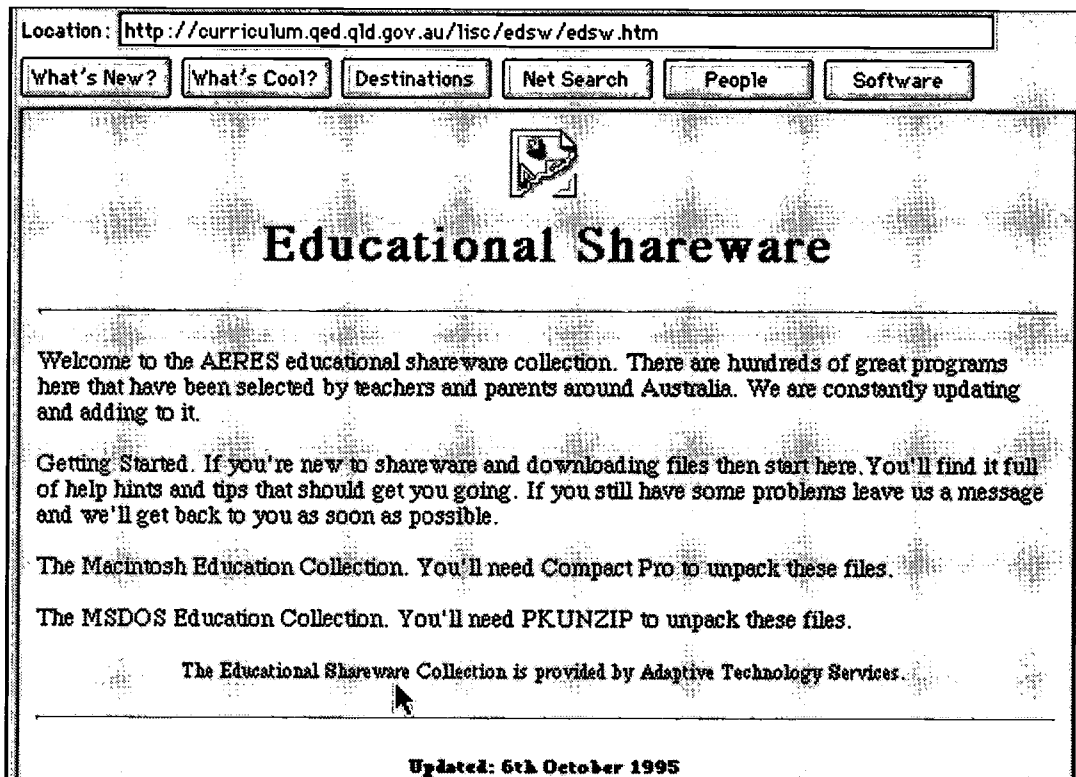 Location: http://curriculum.qed.qld.gov.au/lisc/edsw/edsw.htm
What's New? What's Cool? Destinations Net Search People Software
Educational Shareware
Welcome to the AERES educational shareware collection. There are hundreds of great programs
here that have been selected by teachers and parents around Australia. We are constantly updating
and adding to it.
Getting Started. If you're new to shareware and downloading files then start here. You'll find it full
of help hints and tips that should get you going. If you still have some problems leave us a message
and we'll get back to you as soon as possible.
The Macintosh Education Collection. You'll need Compact Pro to unpack these files.
The MSDOS Education Collection. You'll need PKUNZIP to unpack these files.
The Educational Shareware Collection is provided by Adaptive Technology Services.
Updated: 6th October 1995